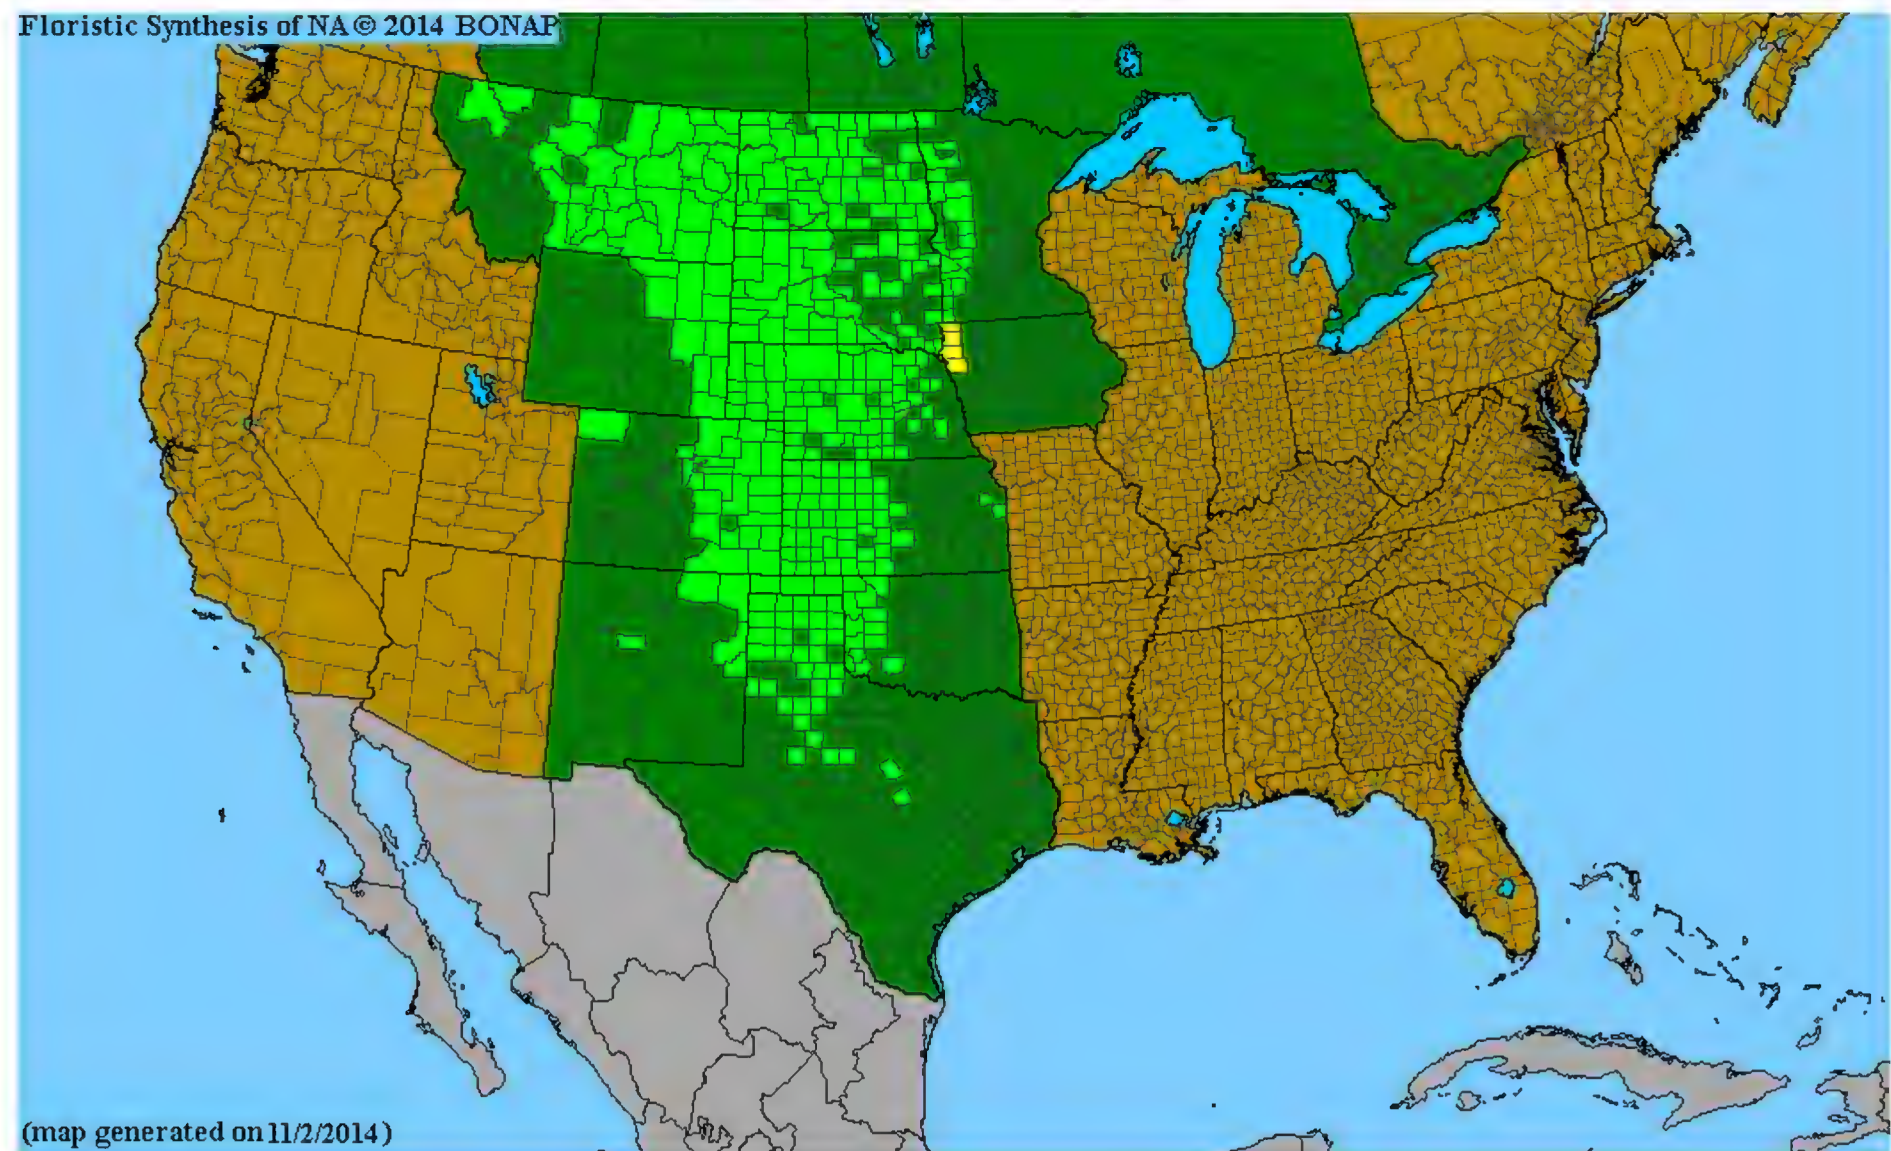 Floristic Synthesis of NA © 2014 BONAP
(map generated on 11/2/2014)